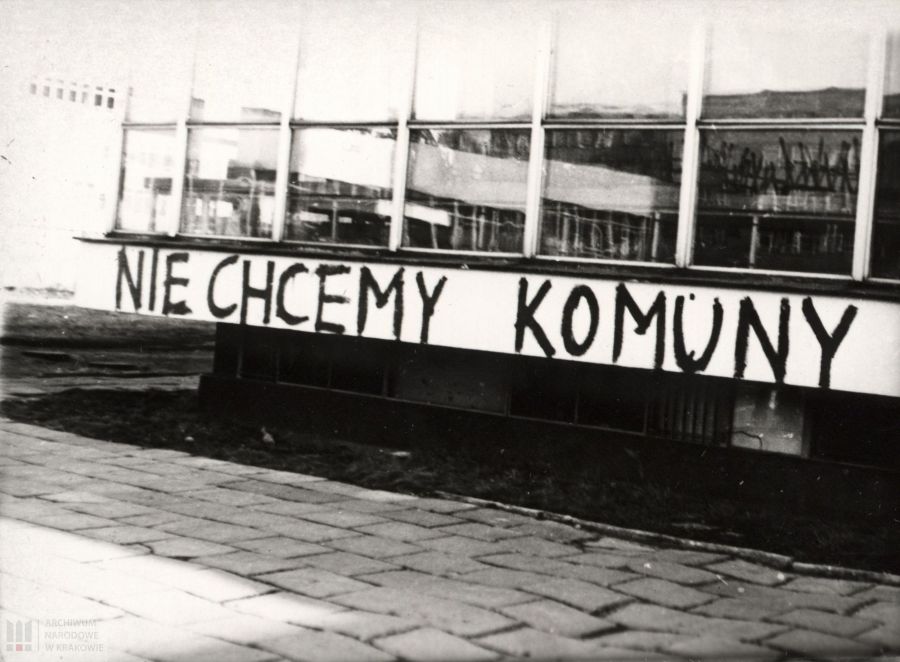 NIE CHCEMY KOMUNY
ARCHIWUM
NARODOWE
W KRAKOWIE